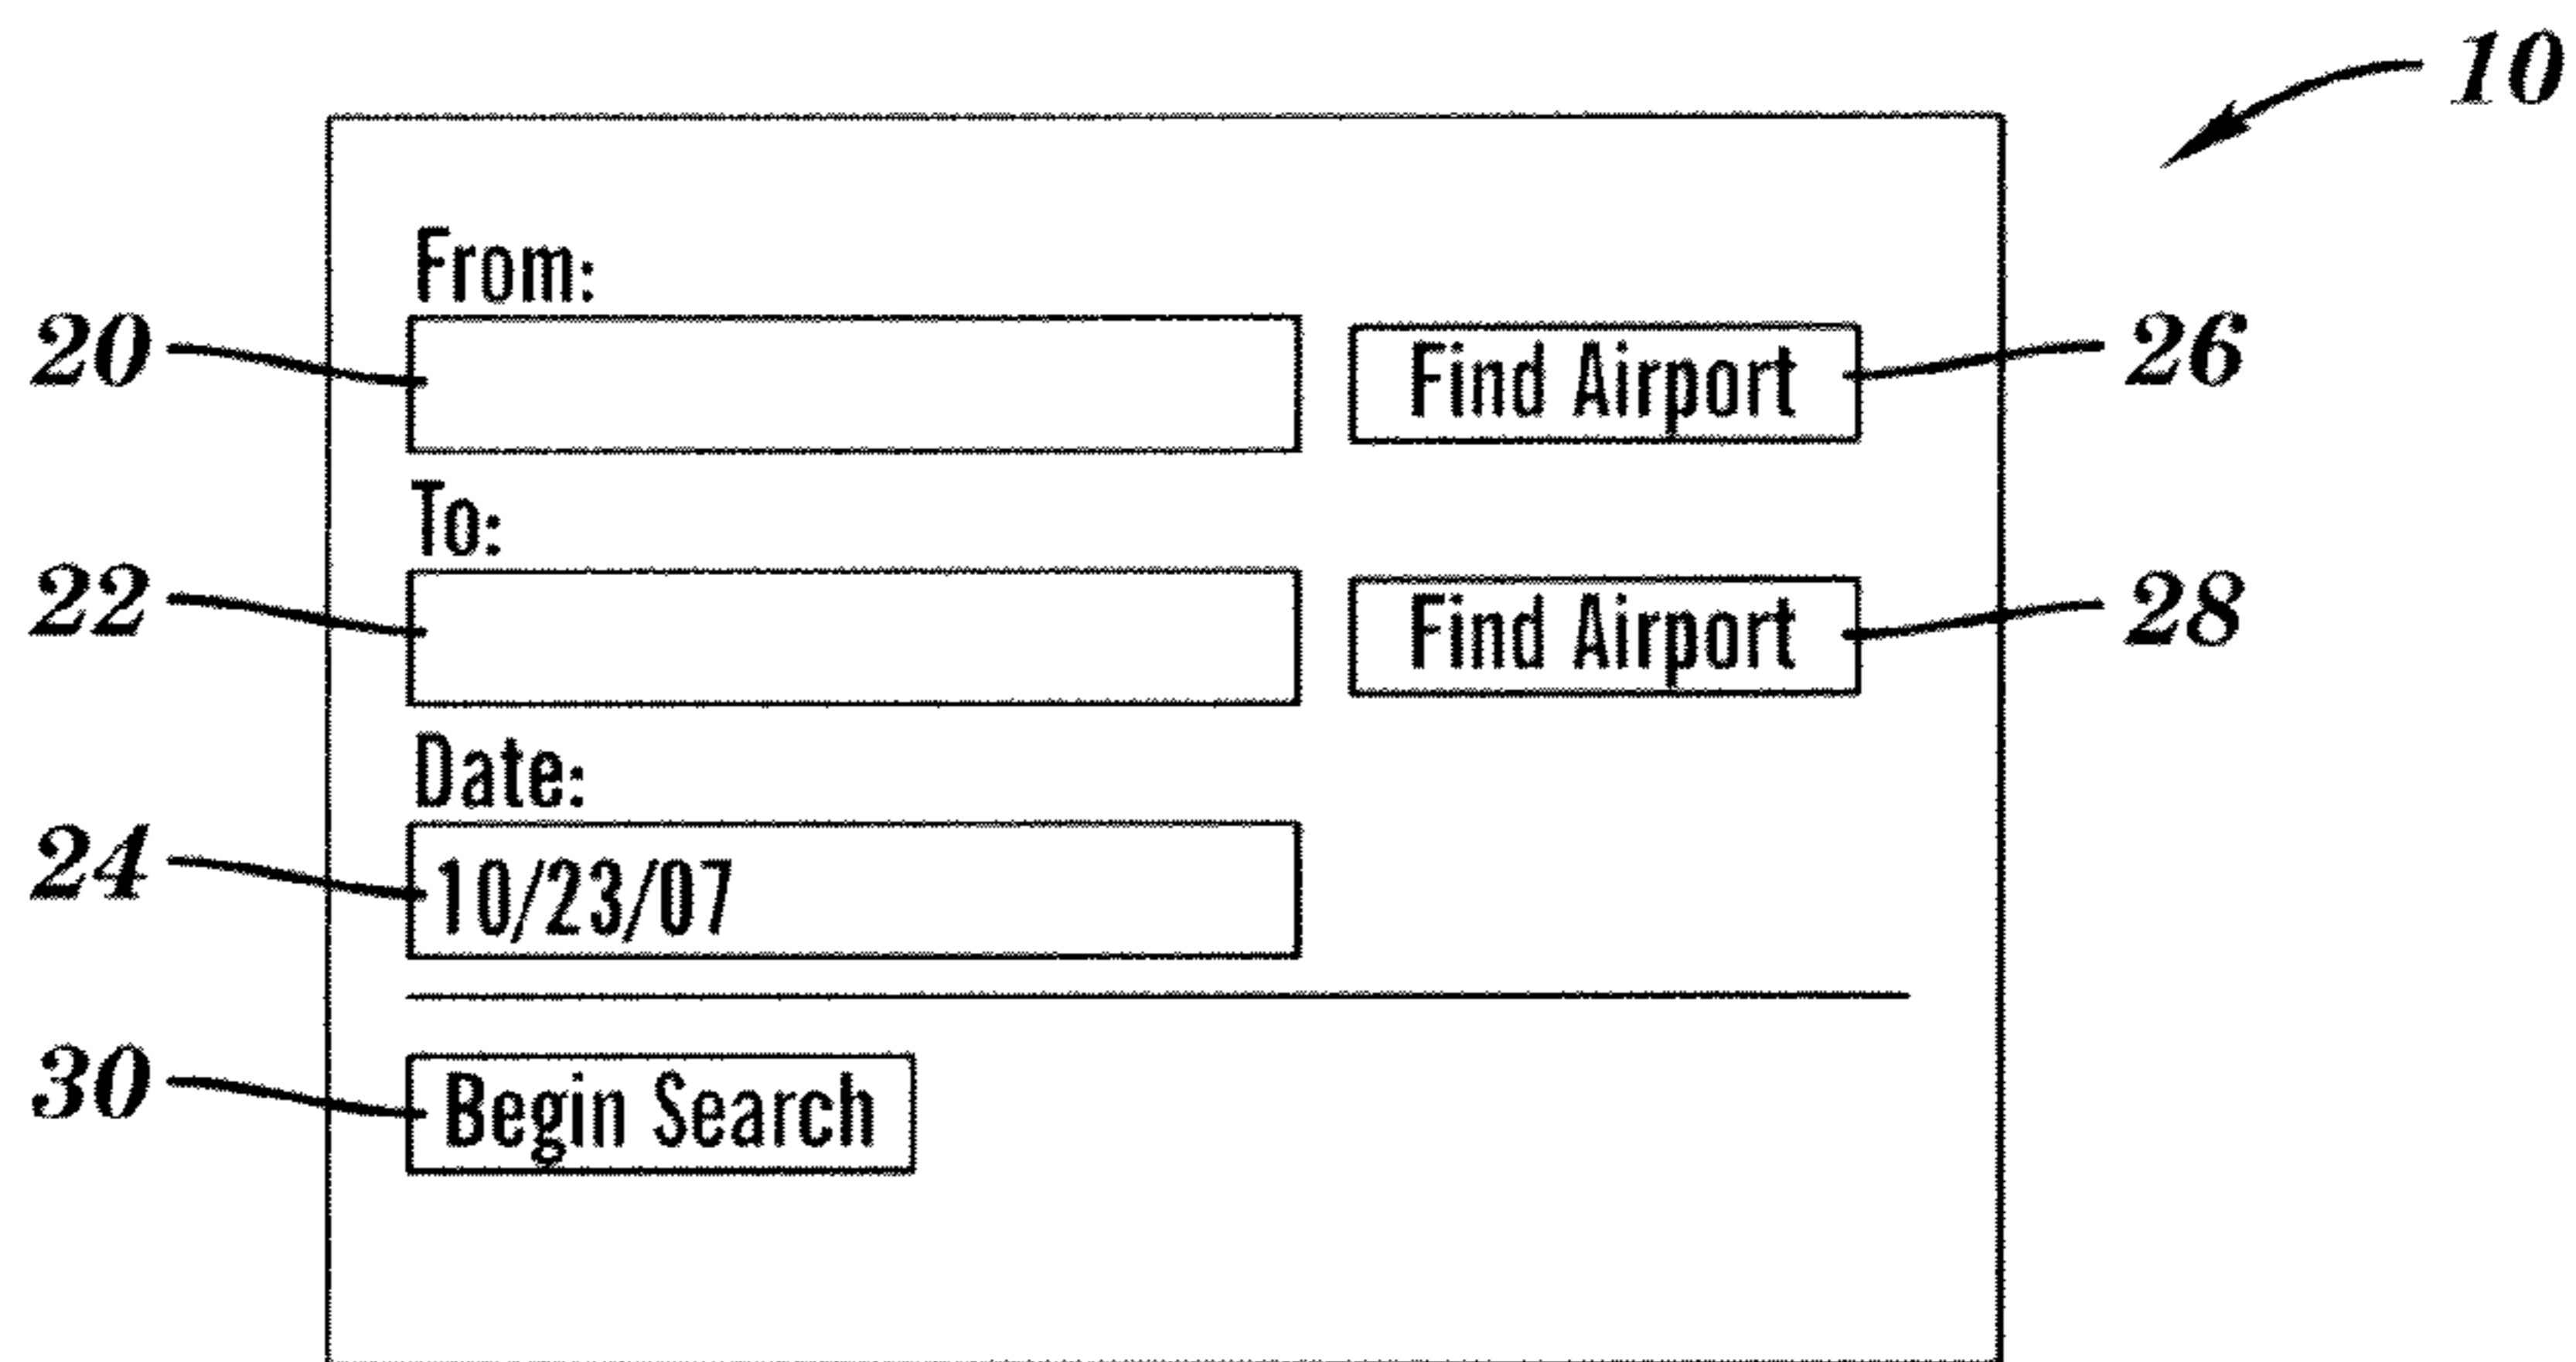 10
From:
20 Find Airport 26
To:
22 Find Airport 28
Date:
24 10/23/07
30 Begin Search